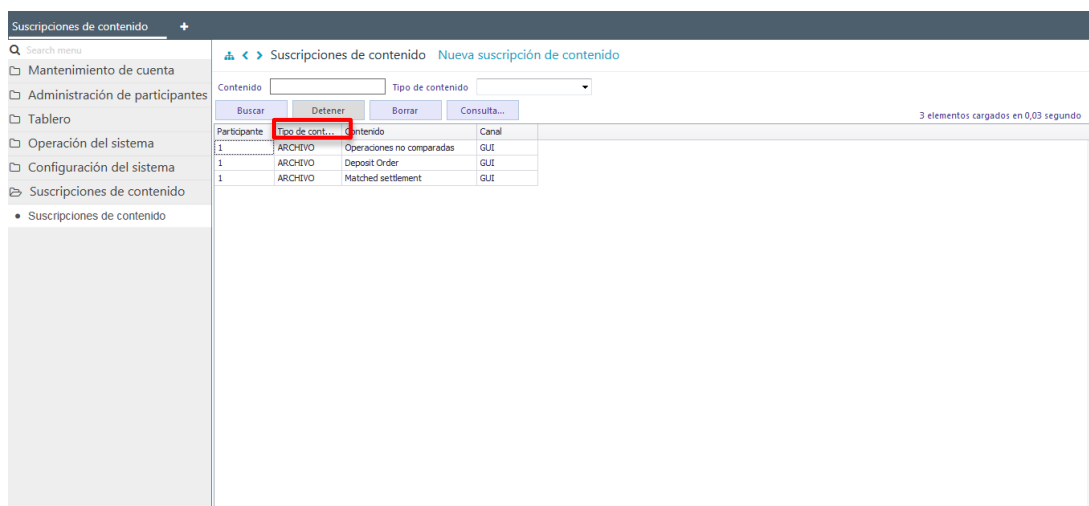 Suscripciones de contenido +
Search menu
Mantenimiento de cuenta
Administración de participantes
Tablero
Operación del sistema
Configuración del sistema
Suscripciones de contenido
Suscripciones de contenido
Suscripciones de contenido Nueva suscripción de contenido
Contenido Tipo de contenido
Buscar Detener Borrar Consulta...
3 elementos cargados en 0,03 segundo
Participante Tipo de cont... Contenido Canal
1 ARCHIVO Operaciones no comparadas GUI
1 ARCHIVO Deposit Order GUI
1 ARCHIVO Matched settlement GUI